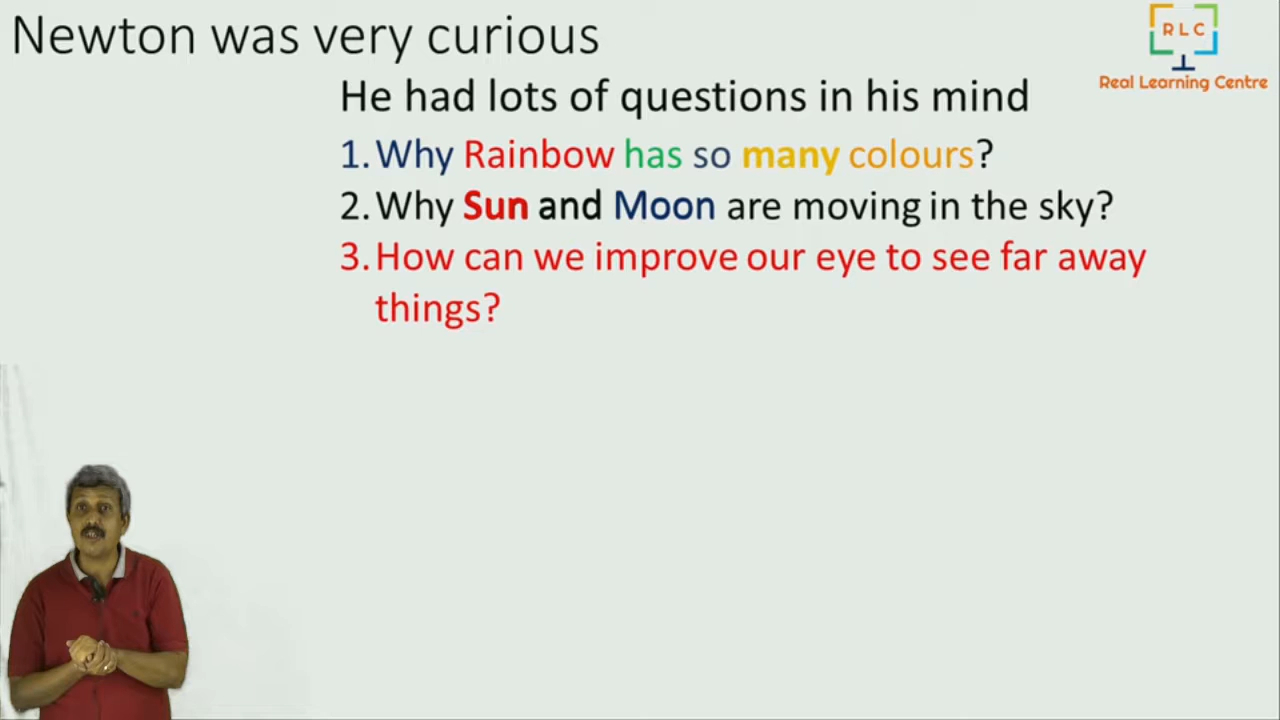 Newton was very curious
RLC
Real Learning Centre
He had lots of questions in his mind
1. Why Rainbow has so many colours?
2. Why Sun and Moon are moving in the sky?
3. How can we improve our eye to see far away
things?